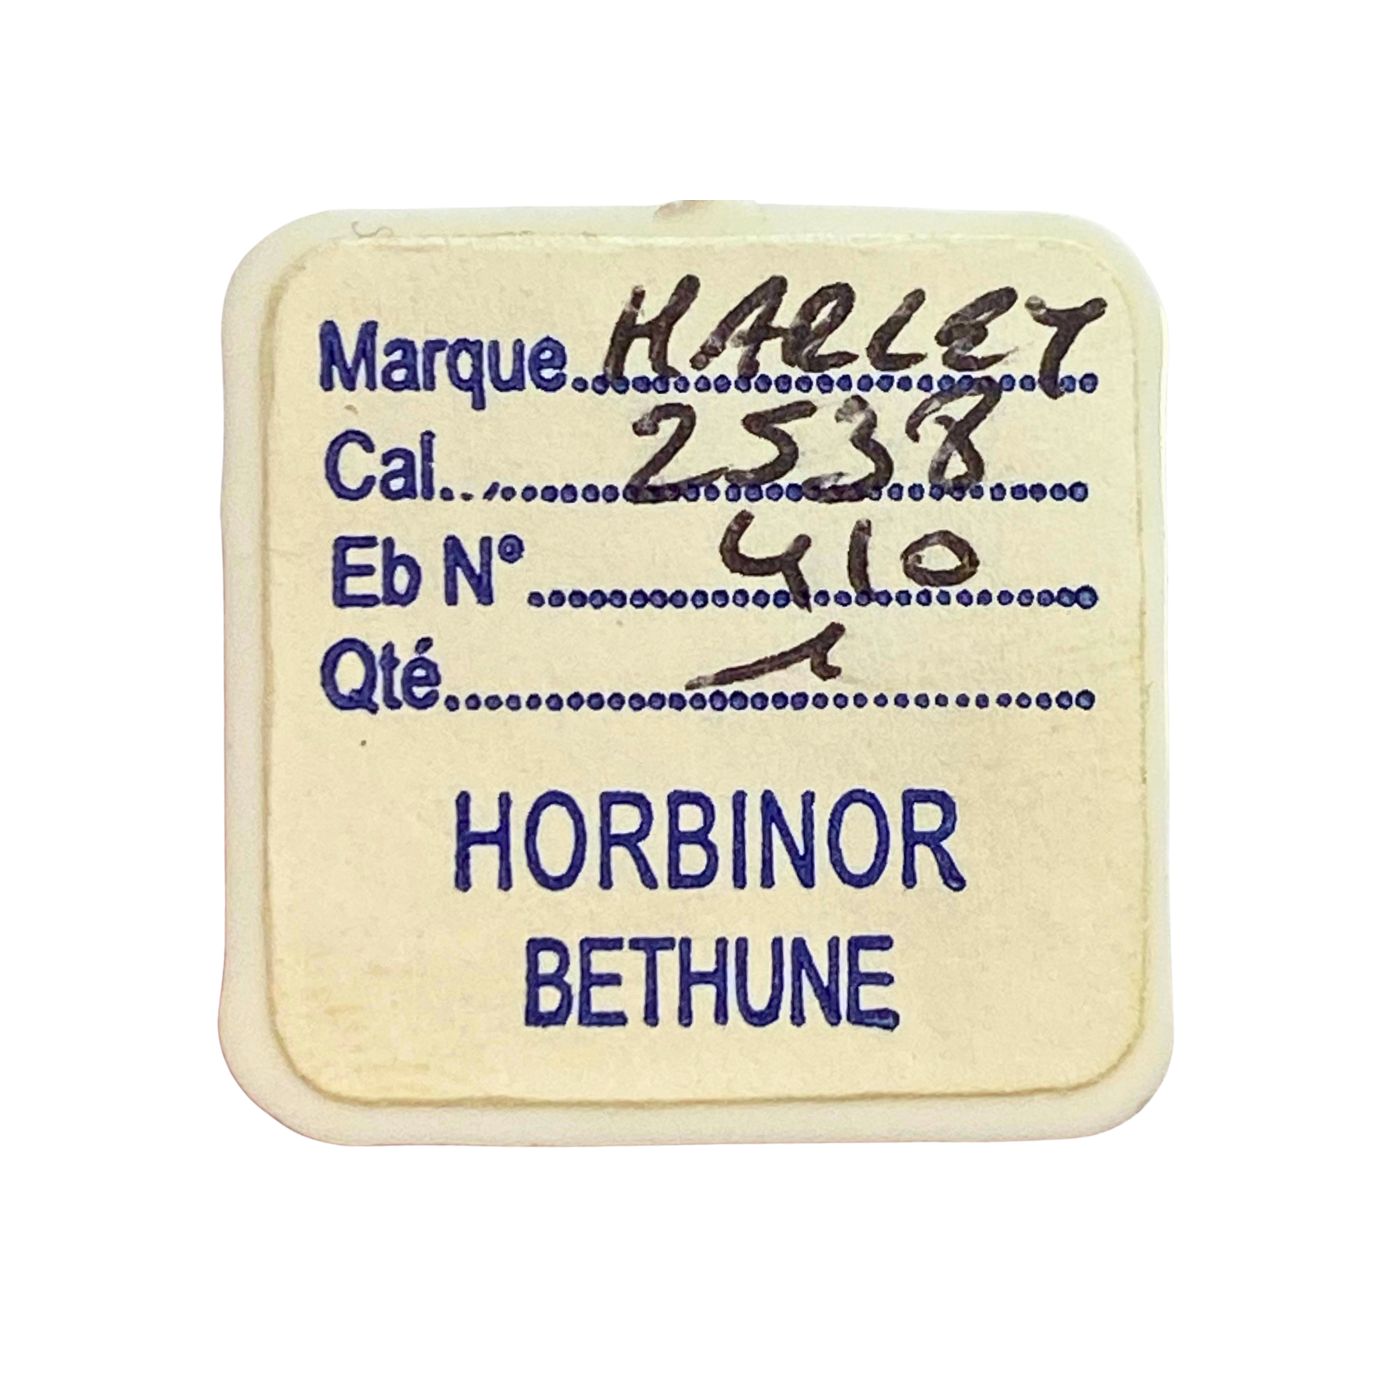 Marque HARLEY
Cal. 2538
Eb N° 410
Qté 1
HORBINOR
BETHUNE